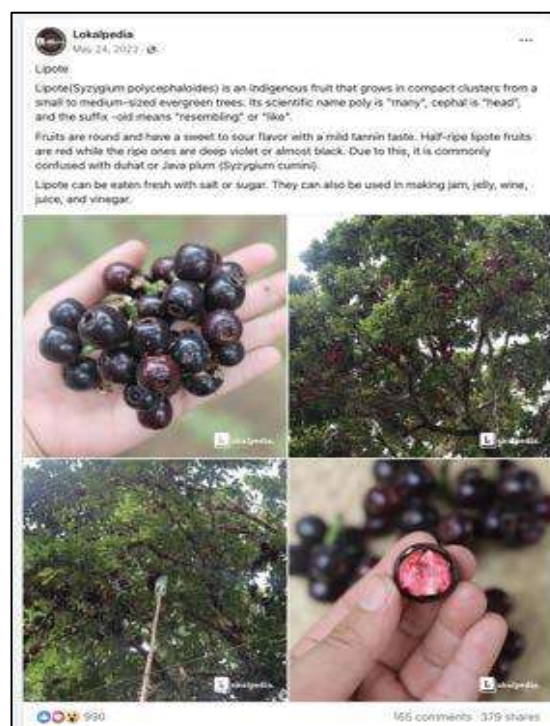 Lokalpedia
May 24, 2023
Lipote
Lipote(Syzygium polycephaloides) is an indigenous fruit that grows in compact clusters from a
small to medium-sized evergreen trees. Its scientific name poly is "many", cephal is "head",
and the suffix -oid means "resembling" or "like".
Fruits are round and have a sweet to sour flavor with a mild tannin taste. Half-ripe lipote fruits
are red while the ripe ones are deep violet or almost black. Due to this, it is commonly
confused with duhat or Java plum (Syzygium cumini).
Lipote can be eaten fresh with salt or sugar. They can also be used in making jam, jelly, wine,
juice, and vinegar.
L lokalpedia.
L lokalpedia.
L lokalpedia.
L lokalpedia.
990
165 comments 379 shares